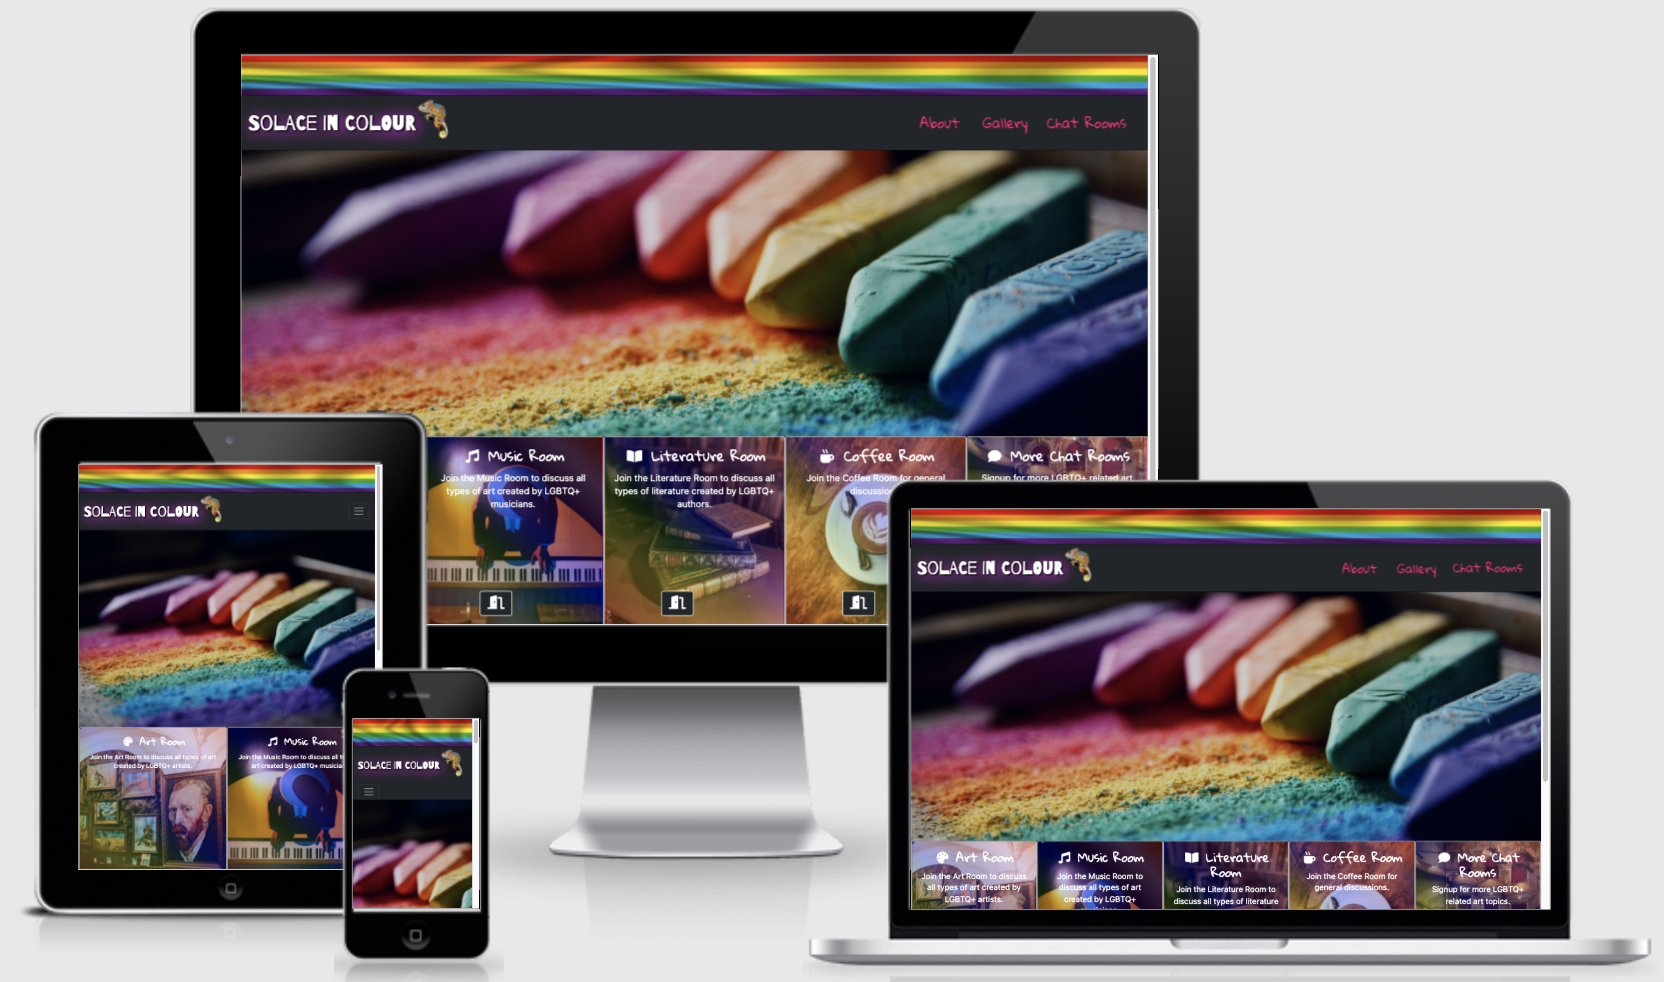 SOLACE IN COLOUR
About Gallery Chat Rooms
Music Room
Join the Music Room to discuss all
types of art created by LGBTQ+
musicians.
Literature Room
Join the Literature Room to discuss all
types of literature created by LGBTQ+
authors.
Coffee Room
Join the Coffee Room for general
More Chat Rooms
Signup for more LGBTQ+ related art
SOLACE IN COLOUR
Art Room
Join the Art Room to discuss all types of art
created by LGBTQ+ artists.
Music Room
Join the Music Room to discuss all
art created by LGBTQ+
SOLACE IN COLOUR
SOLACE IN COLOUR
About Gallery Chat Rooms
Art Room
Join the Art Room to discuss
all types of art created by
LGBTQ+ artists.
Music Room
Join the Music Room to
discuss all types of art
created by LGBTQ+
Literature
Room
Join the Literature Room to
discuss all types of literature
Coffee Room
Join the Coffee Room for
general discussions.
More Chat
Rooms
Signup for more LGBTQ+
related art topics.